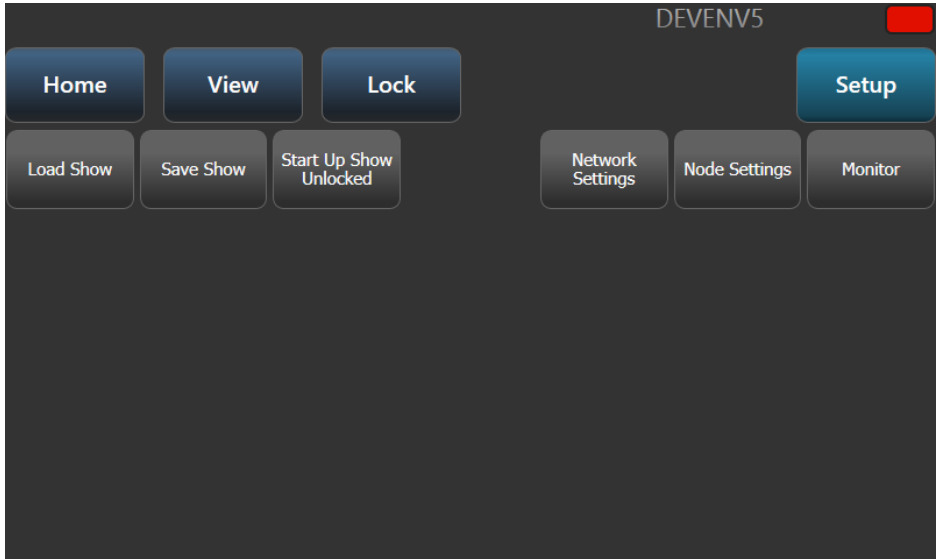 DEVENV5
Home View Lock Setup
Load Show Save Show Start Up Show
Unlocked Network
Settings Node Settings Monitor